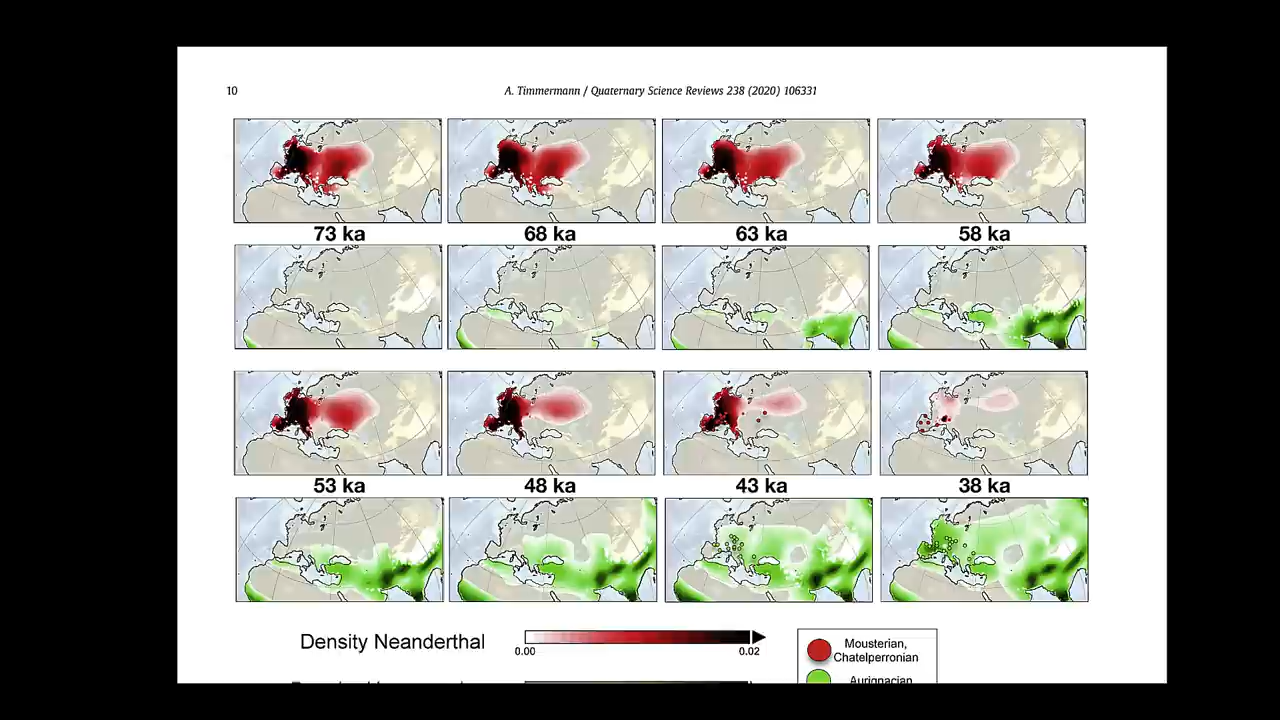 10
A. Timmermann / Quaternary Science Reviews 238 (2020) 106331
73 ka 68 ka 63 ka 58 ka
53 ka 48 ka 43 ka 38 ka
Density Neanderthal
0.00 0.02
Mousterian,
Chatelperronian
Aurignacian